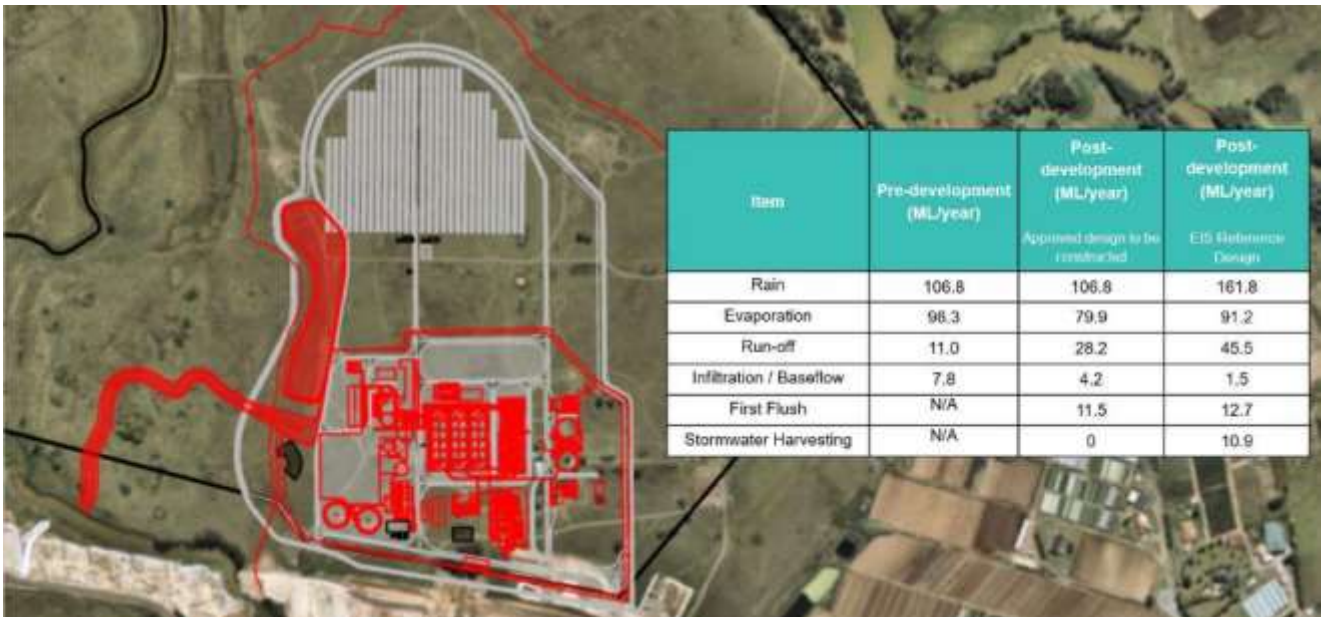 Item Pre-development (ML/year) Post-development (ML/year) Approved design to be constructed Post-development (ML/year) EIS Reference Design
Rain 106.8 106.8 161.8
Evaporation 98.3 79.9 91.2
Run-off 11.0 28.2 45.5
Infiltration / Baseflow 7.8 4.2 1.5
First Flush N/A 11.5 12.7
Stormwater Harvesting N/A 0 10.9